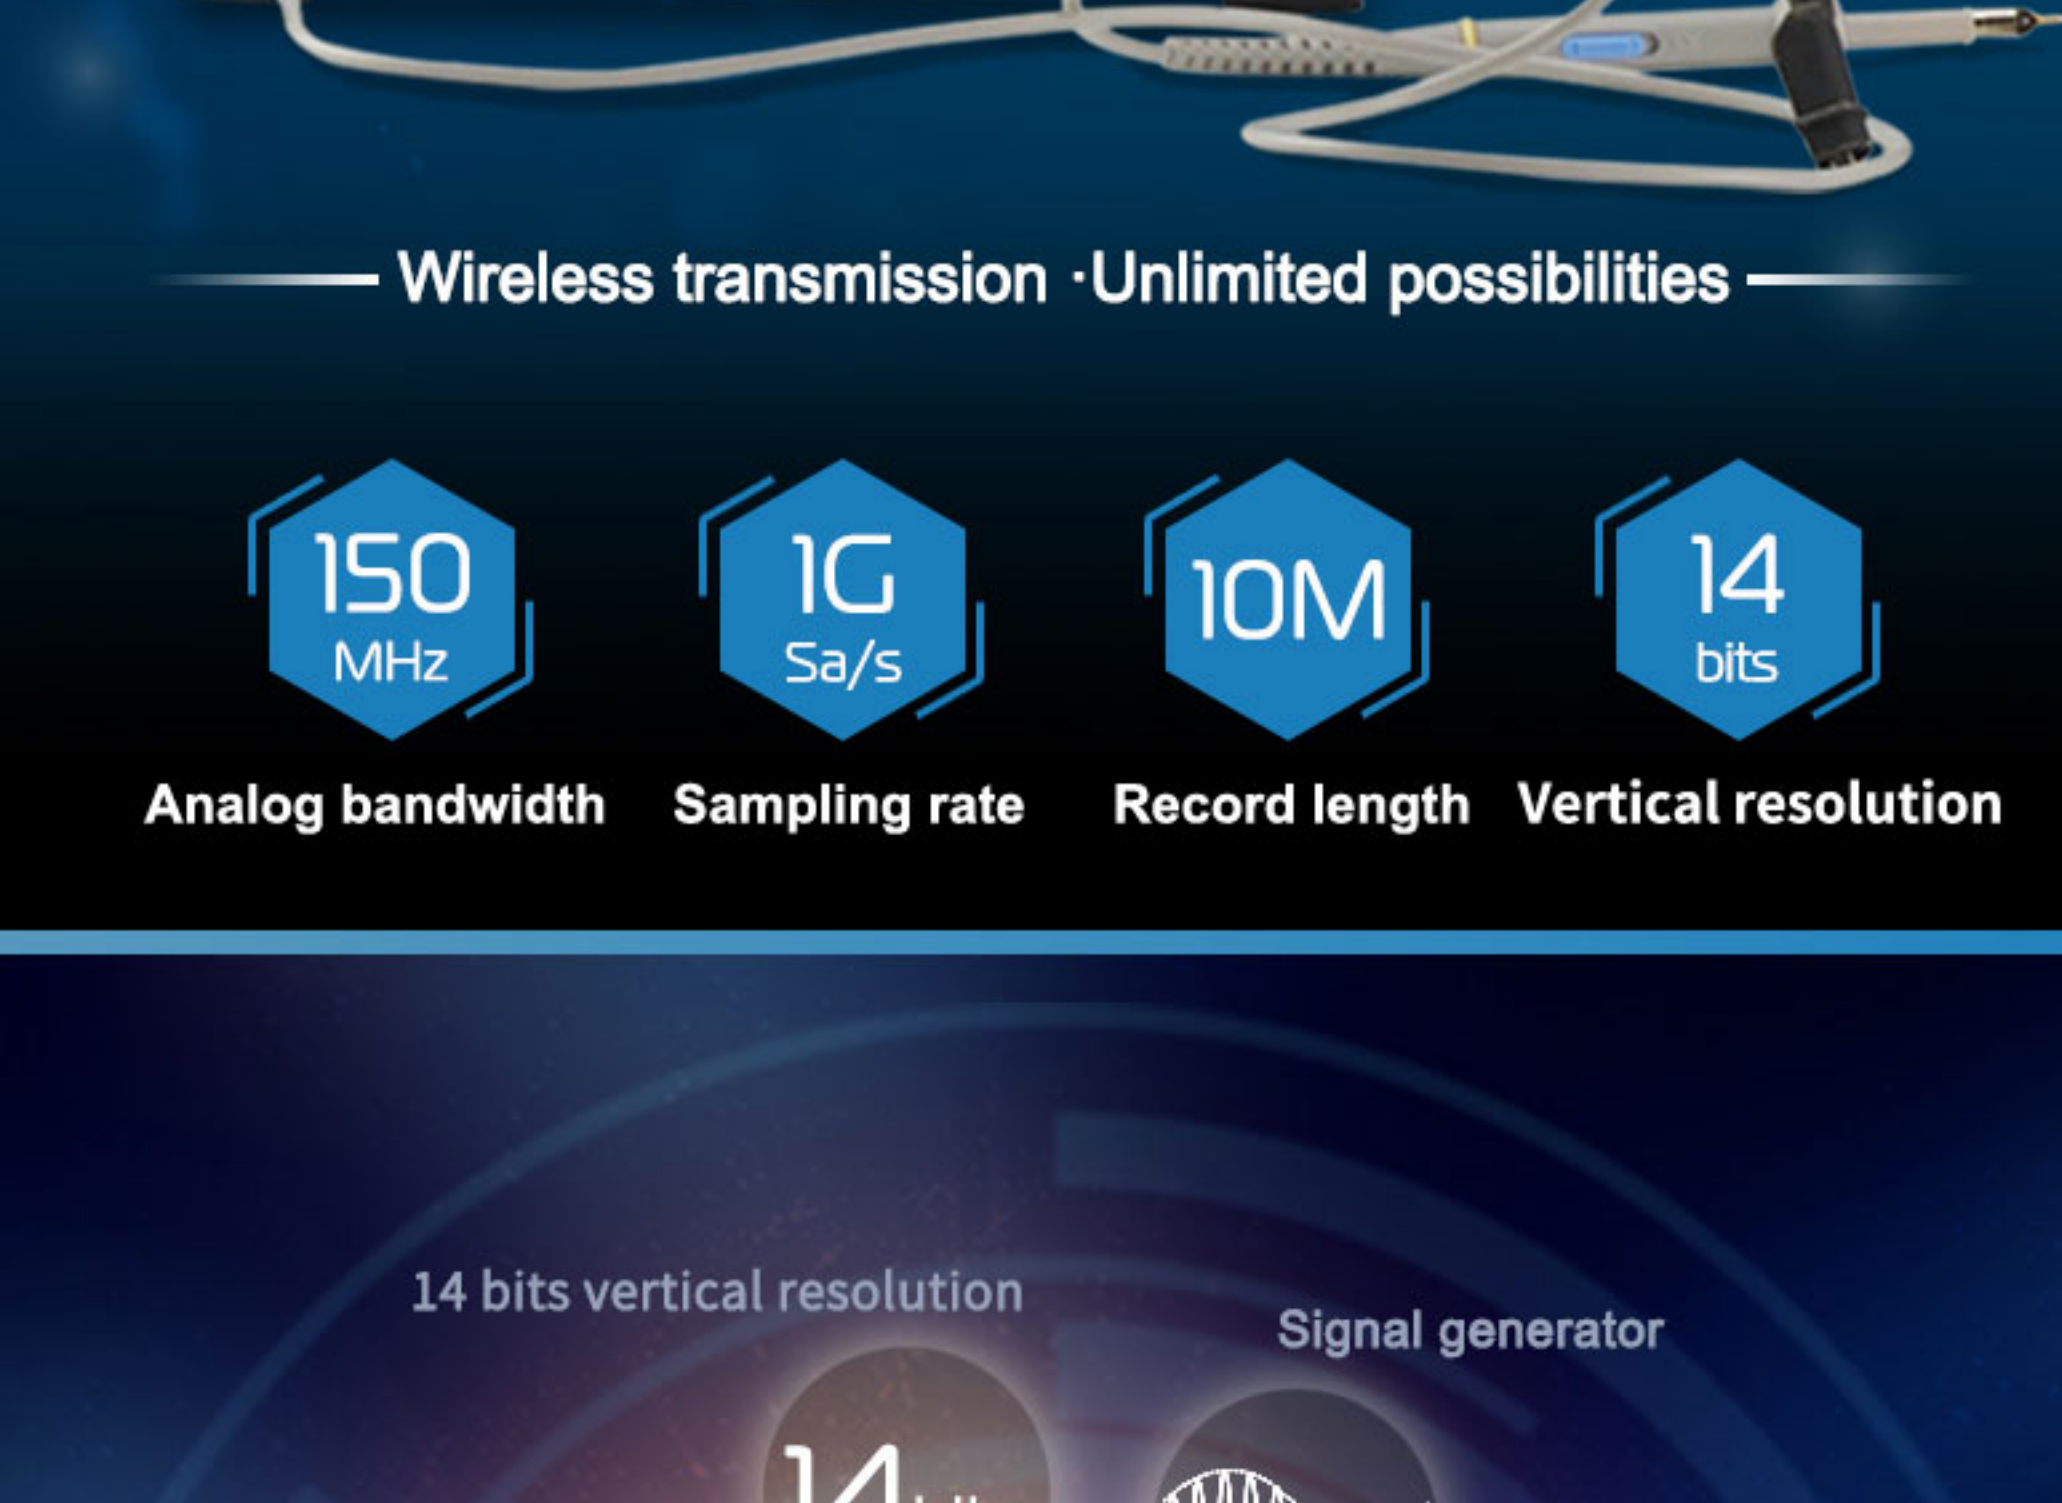 Wireless transmission ·Unlimited possibilities
150
MHz
1G
Sa/s
10M
14
bits
Analog bandwidth
Sampling rate
Record length
Vertical resolution
14 bits vertical resolution
Signal generator
14